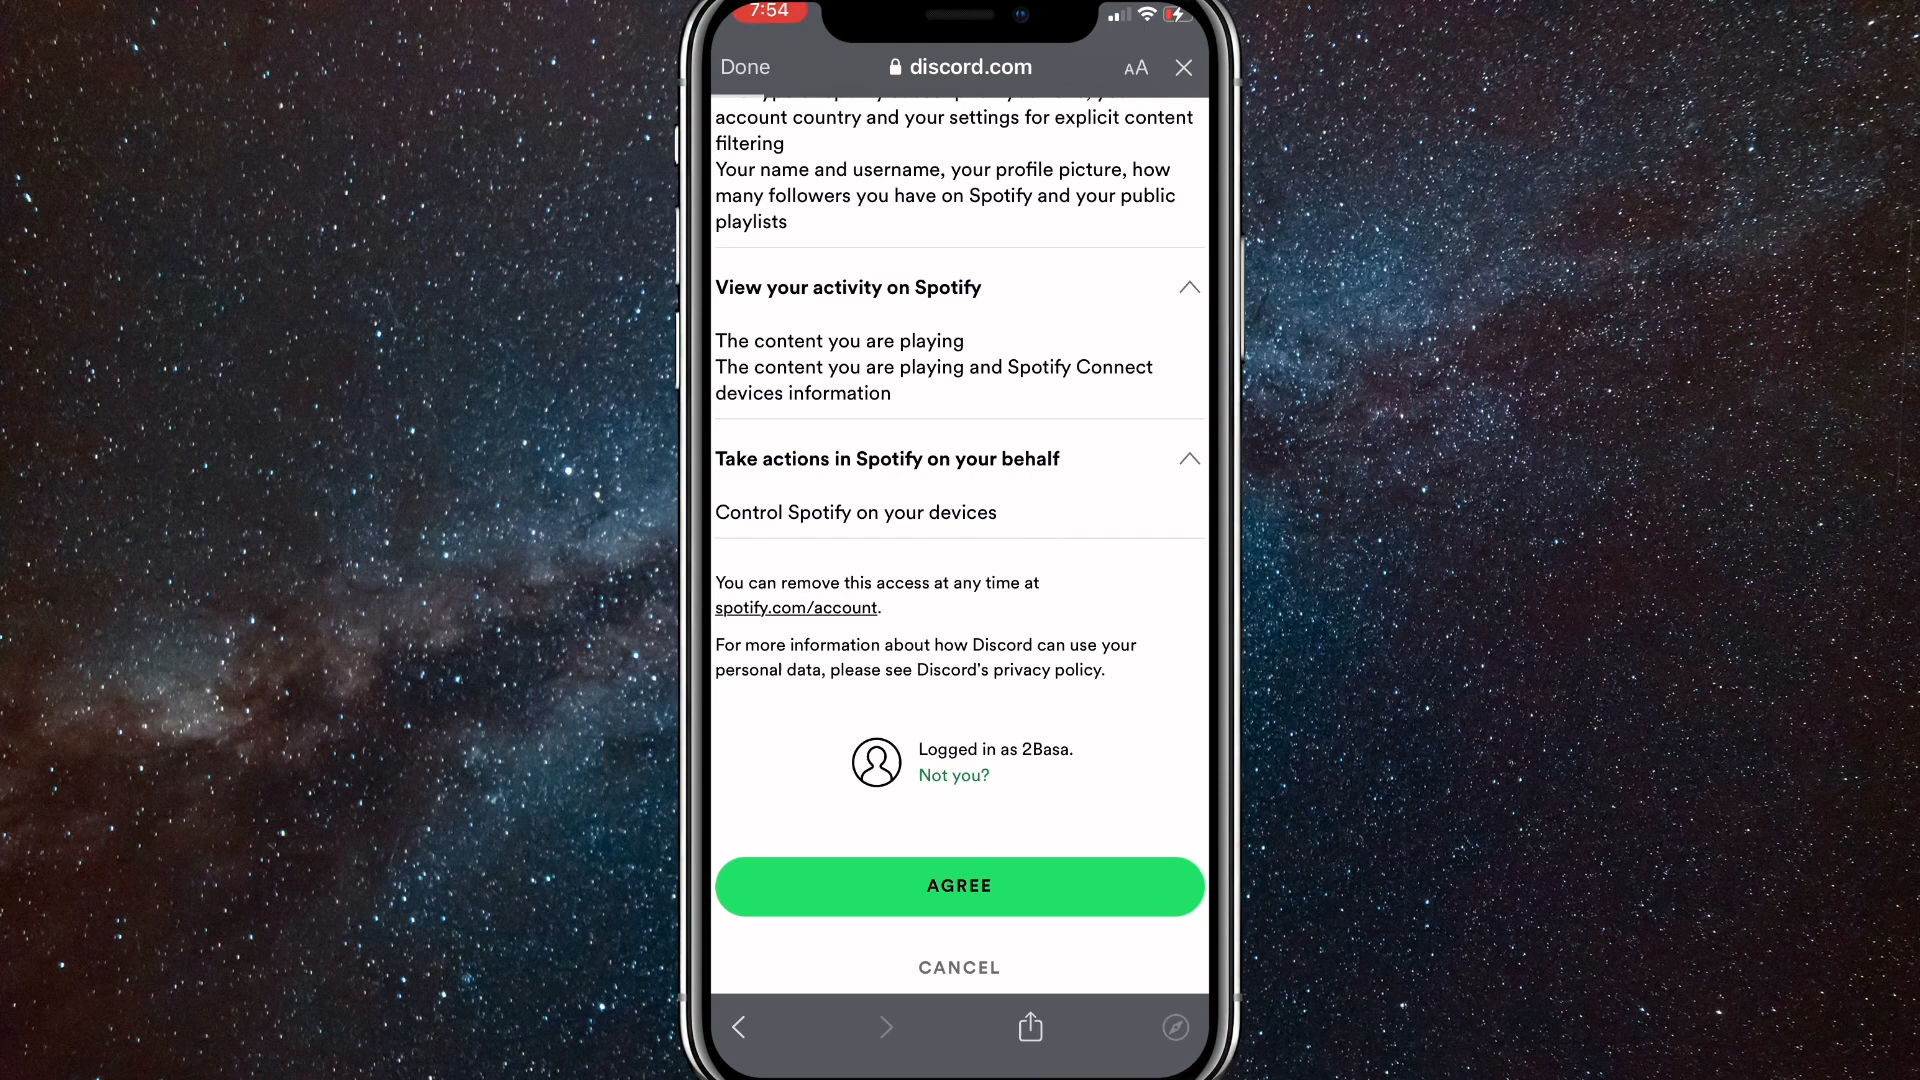 7:54
Done
discord.com
AA
account country and your settings for explicit content
filtering
Your name and username, your profile picture, how
many followers you have on Spotify and your public
playlists
View your activity on Spotify
The content you are playing
The content you are playing and Spotify Connect
devices information
Take actions in Spotify on your behalf
Control Spotify on your devices
You can remove this access at any time at
spotify.com/account.
For more information about how Discord can use your
personal data, please see Discord's privacy policy.
Logged in as 2Basa.
Not you?
AGREE
CANCEL